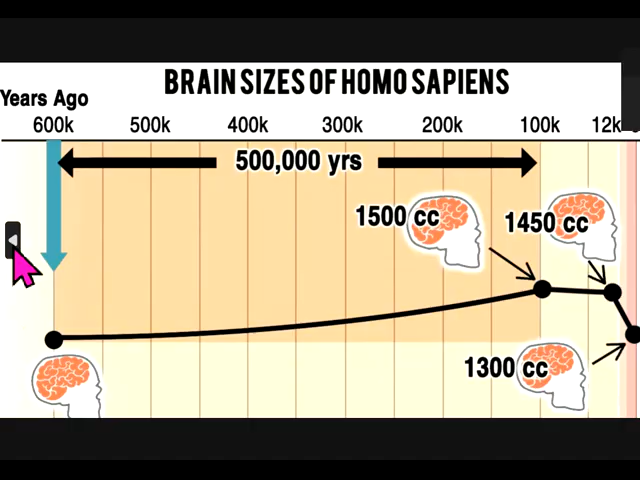 BRAIN SIZES OF HOMO SAPIENS
Years Ago
600k 500k 400k 300k 200k 100k 12k
500,000 yrs
1500 cc
1450 cc
1300 cc